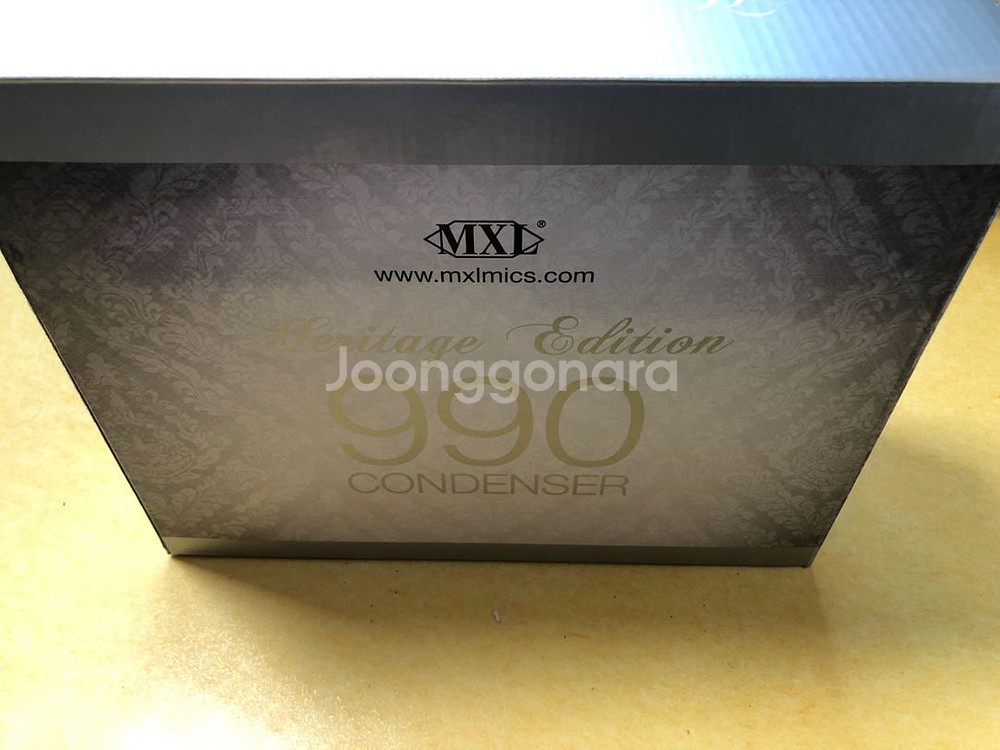 MXL®
www.mxlmics.com
Heritage Edition
Joonggonara
990
CONDENSER